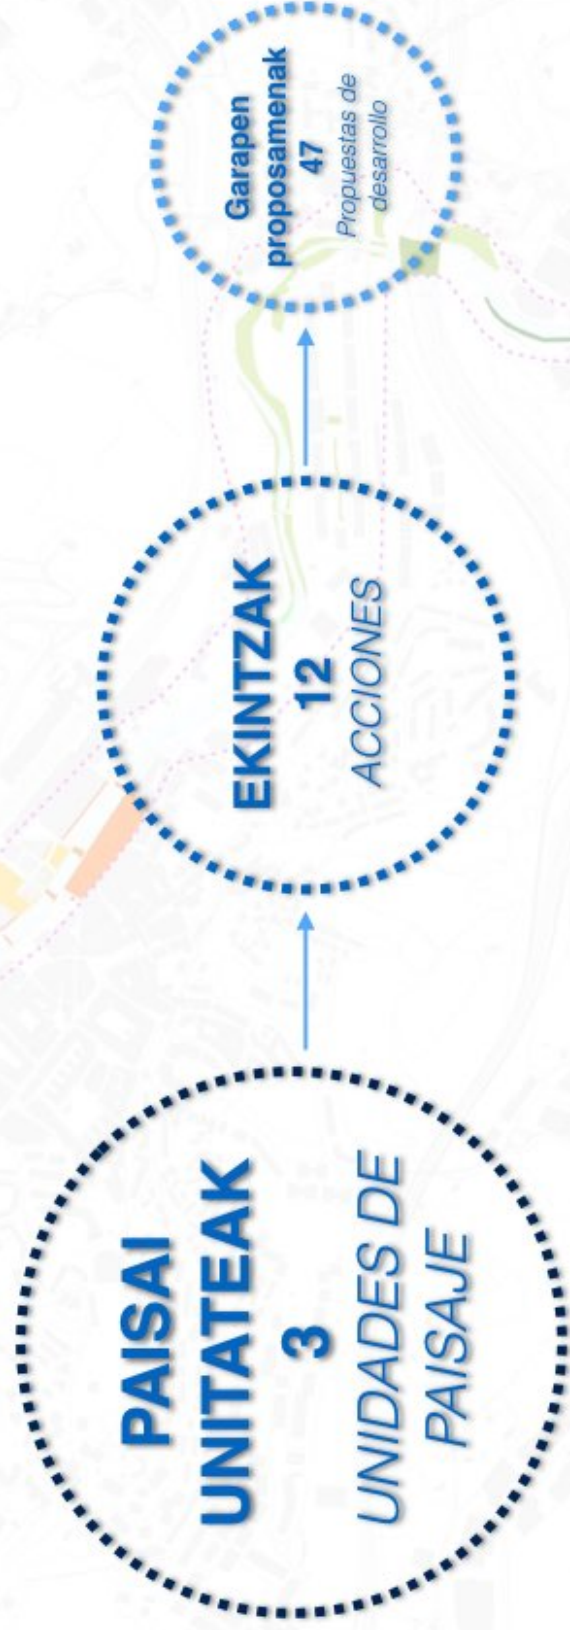 PAISAI
UNITATEAK
3
UNIDADES DE
PAISAJE
EKINTZAK
12
ACCIONES
Garapen
proposamenak
47
Propuestas de
desarrollo